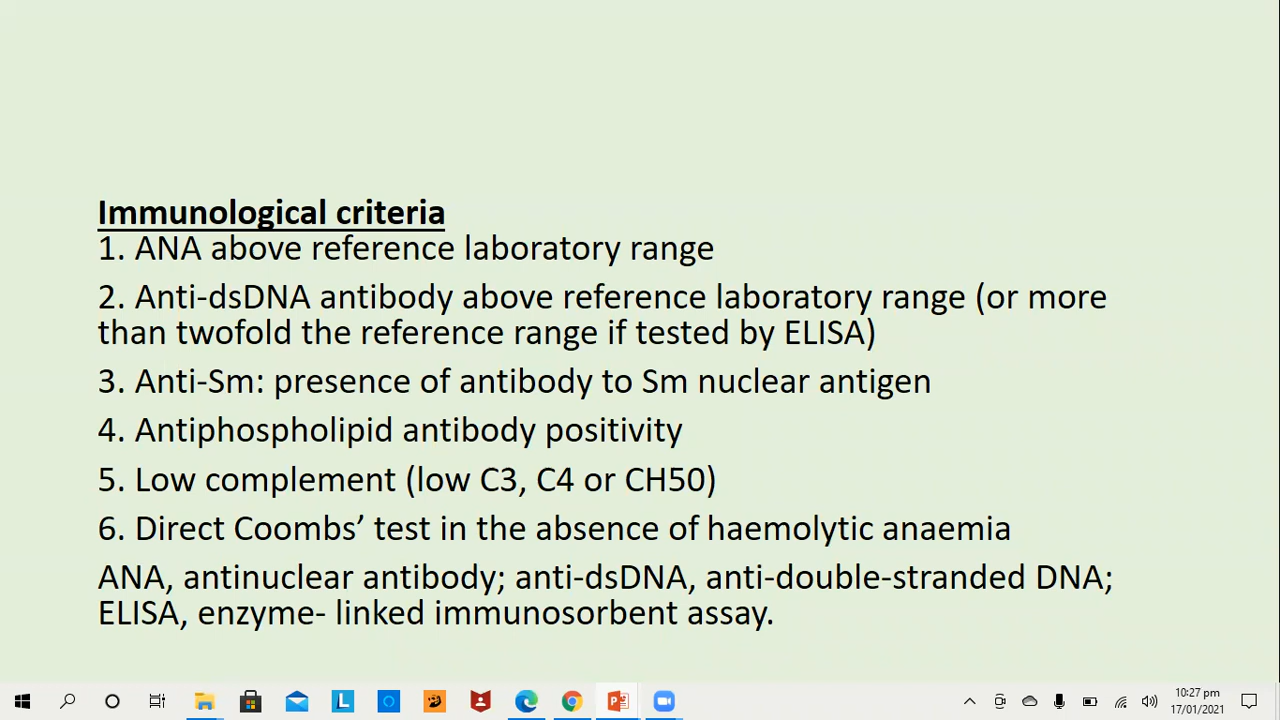 Immunological criteria
1. ANA above reference laboratory range
2. Anti-dsDNA antibody above reference laboratory range (or more
than twofold the reference range if tested by ELISA)
3. Anti-Sm: presence of antibody to Sm nuclear antigen
4. Antiphospholipid antibody positivity
5. Low complement (low C3, C4 or CH50)
6. Direct Coombs’ test in the absence of haemolytic anaemia
ANA, antinuclear antibody; anti-dsDNA, anti-double-stranded DNA;
ELISA, enzyme- linked immunosorbent assay.
10:27 pm
17/01/2021